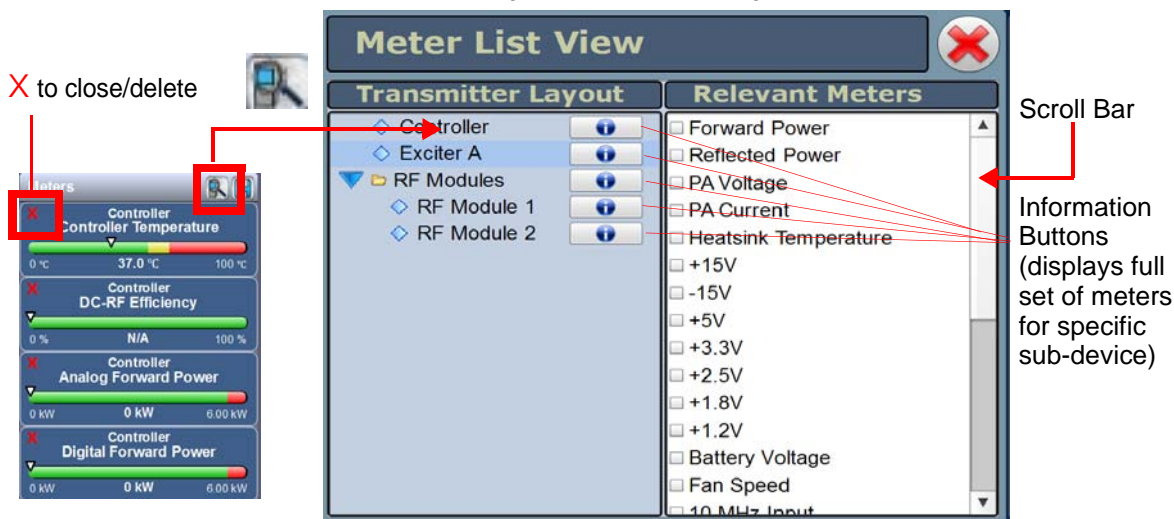 X to close/delete
Meters
X Controller
Controller Temperature
0 °C 37.0 °C 100 °C
X Controller
DC-RF Efficiency
0 % N/A 100 %
X Controller
Analog Forward Power
0 kW 0 kW 6.00 kW
X Controller
Digital Forward Power
0 kW 0 kW 6.00 kW
Meter List View
Transmitter Layout
Controller
Exciter A
RF Modules
RF Module 1
RF Module 2
Relevant Meters
Forward Power
Reflected Power
PA Voltage
PA Current
Heatsink Temperature
+15V
-15V
+5V
+3.3V
+2.5V
+1.8V
+1.2V
Battery Voltage
Fan Speed
10 MHz Input
Scroll Bar
Information
Buttons
(displays full
set of meters
for specific
sub-device)